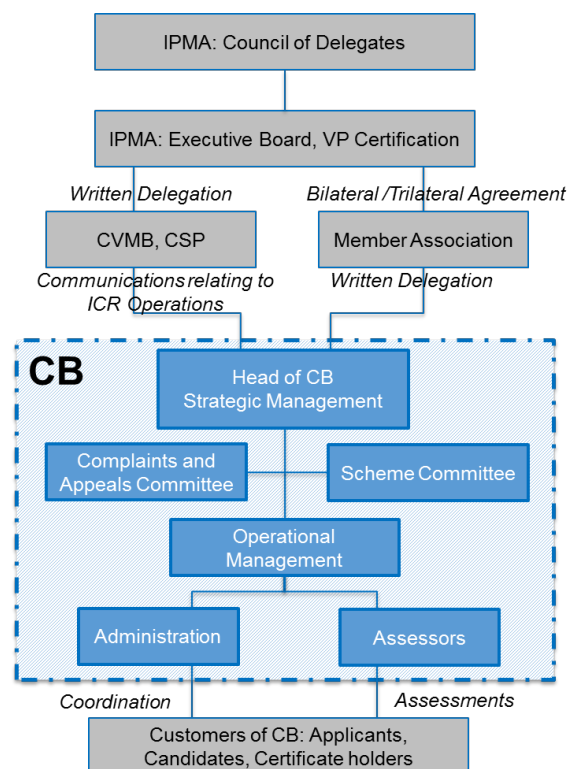 IPMA: Council of Delegates
IPMA: Executive Board, VP Certification
Written Delegation
Bilateral /Trilateral Agreement
CVMB, CSP
Member Association
Communications relating to
ICR Operations
Written Delegation
CB
Head of CB
Strategic Management
Complaints and
Appeals Committee
Scheme Committee
Operational
Management
Administration
Assessors
Coordination
Assessments
Customers of CB: Applicants,
Candidates, Certificate holders